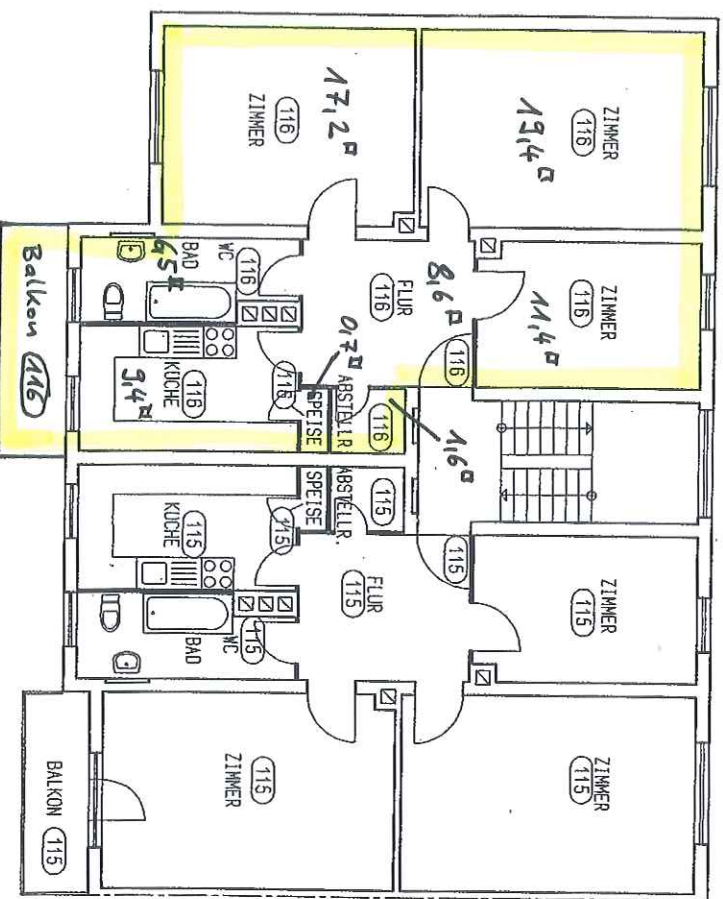 ZIMMER
116
17,2 ¤
ZIMMER
116
19,4 ¤
ZIMMER
116
11,4 ¤
FLUR
116
8,6 ¤
116
WC
116
BAD
6,5 ¤
KÜCHE
116
9,4 ¤
SPEISE
116
0,7 ¤
ABSTELLR.
116
1,6 ¤
Balkon 116
KÜCHE
115
SPEISE
115
ABSTELLR.
115
FLUR
115
115
WC
115
BAD
ZIMMER
115
ZIMMER
115
ZIMMER
115
BALKON 115